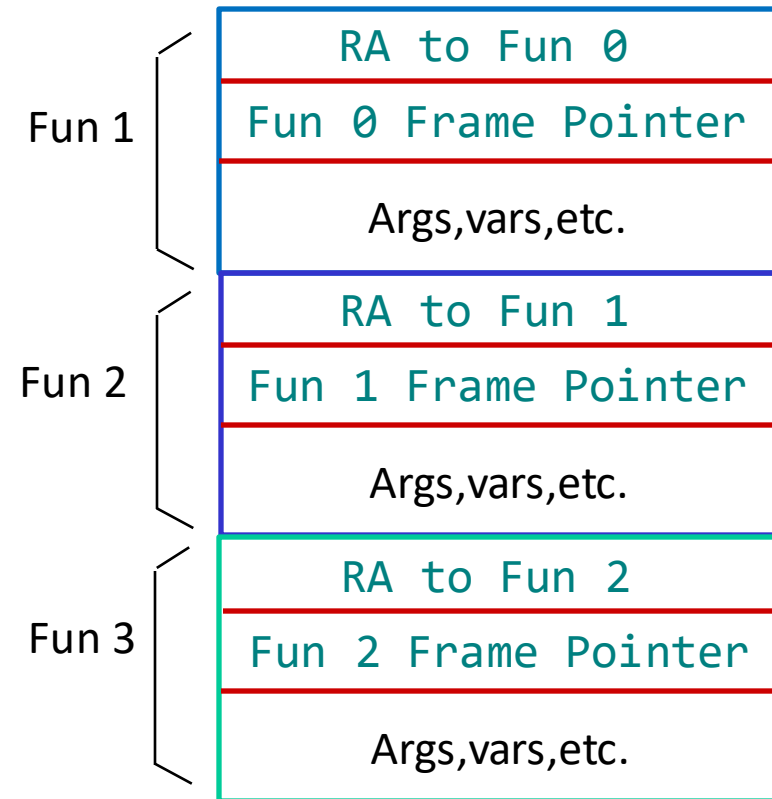 RA to Fun 0
Fun 1
Fun 0 Frame Pointer
Args,vars,etc.
RA to Fun 1
Fun 2
Fun 1 Frame Pointer
Args,vars,etc.
RA to Fun 2
Fun 3
Fun 2 Frame Pointer
Args,vars,etc.